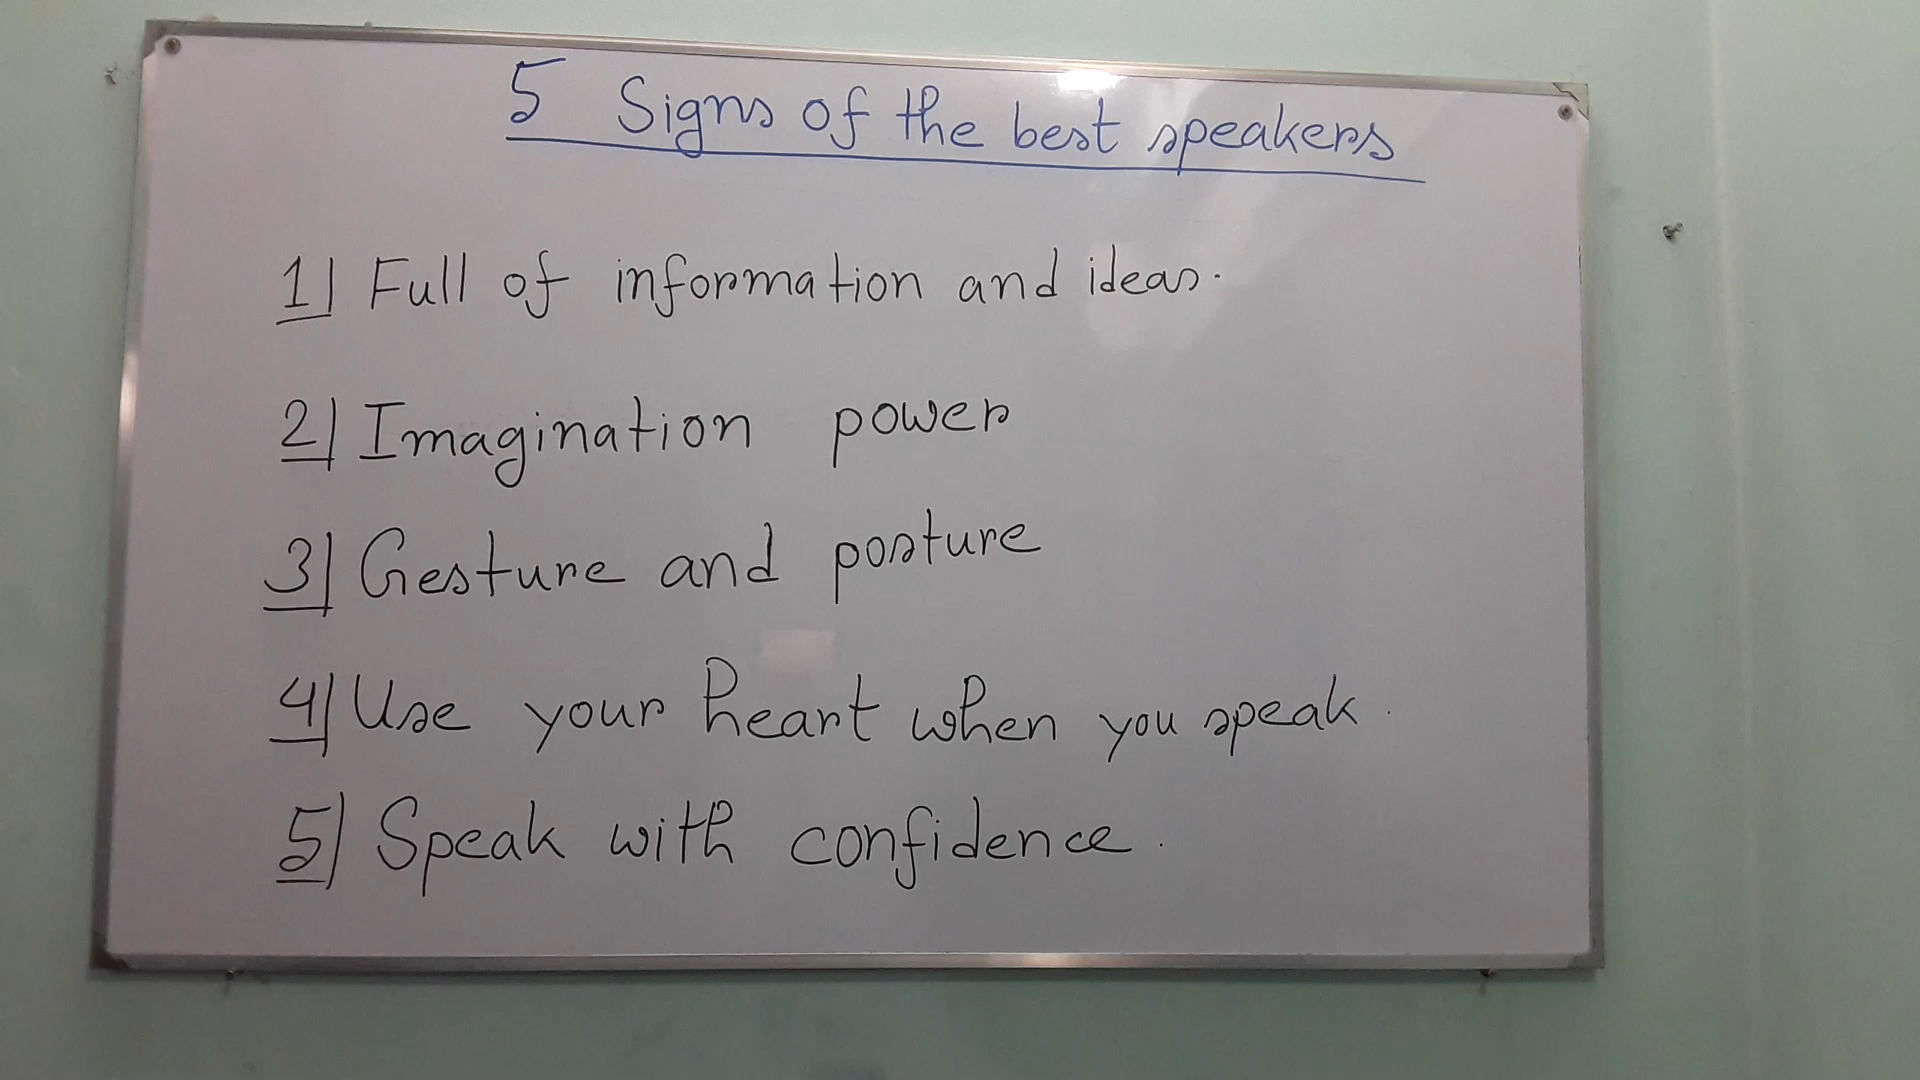 5 Signs of the best speakers
1) Full of information and ideas.
2) Imagination power
3) Gesture and posture
4) Use your heart when you speak.
5) Speak with confidence.